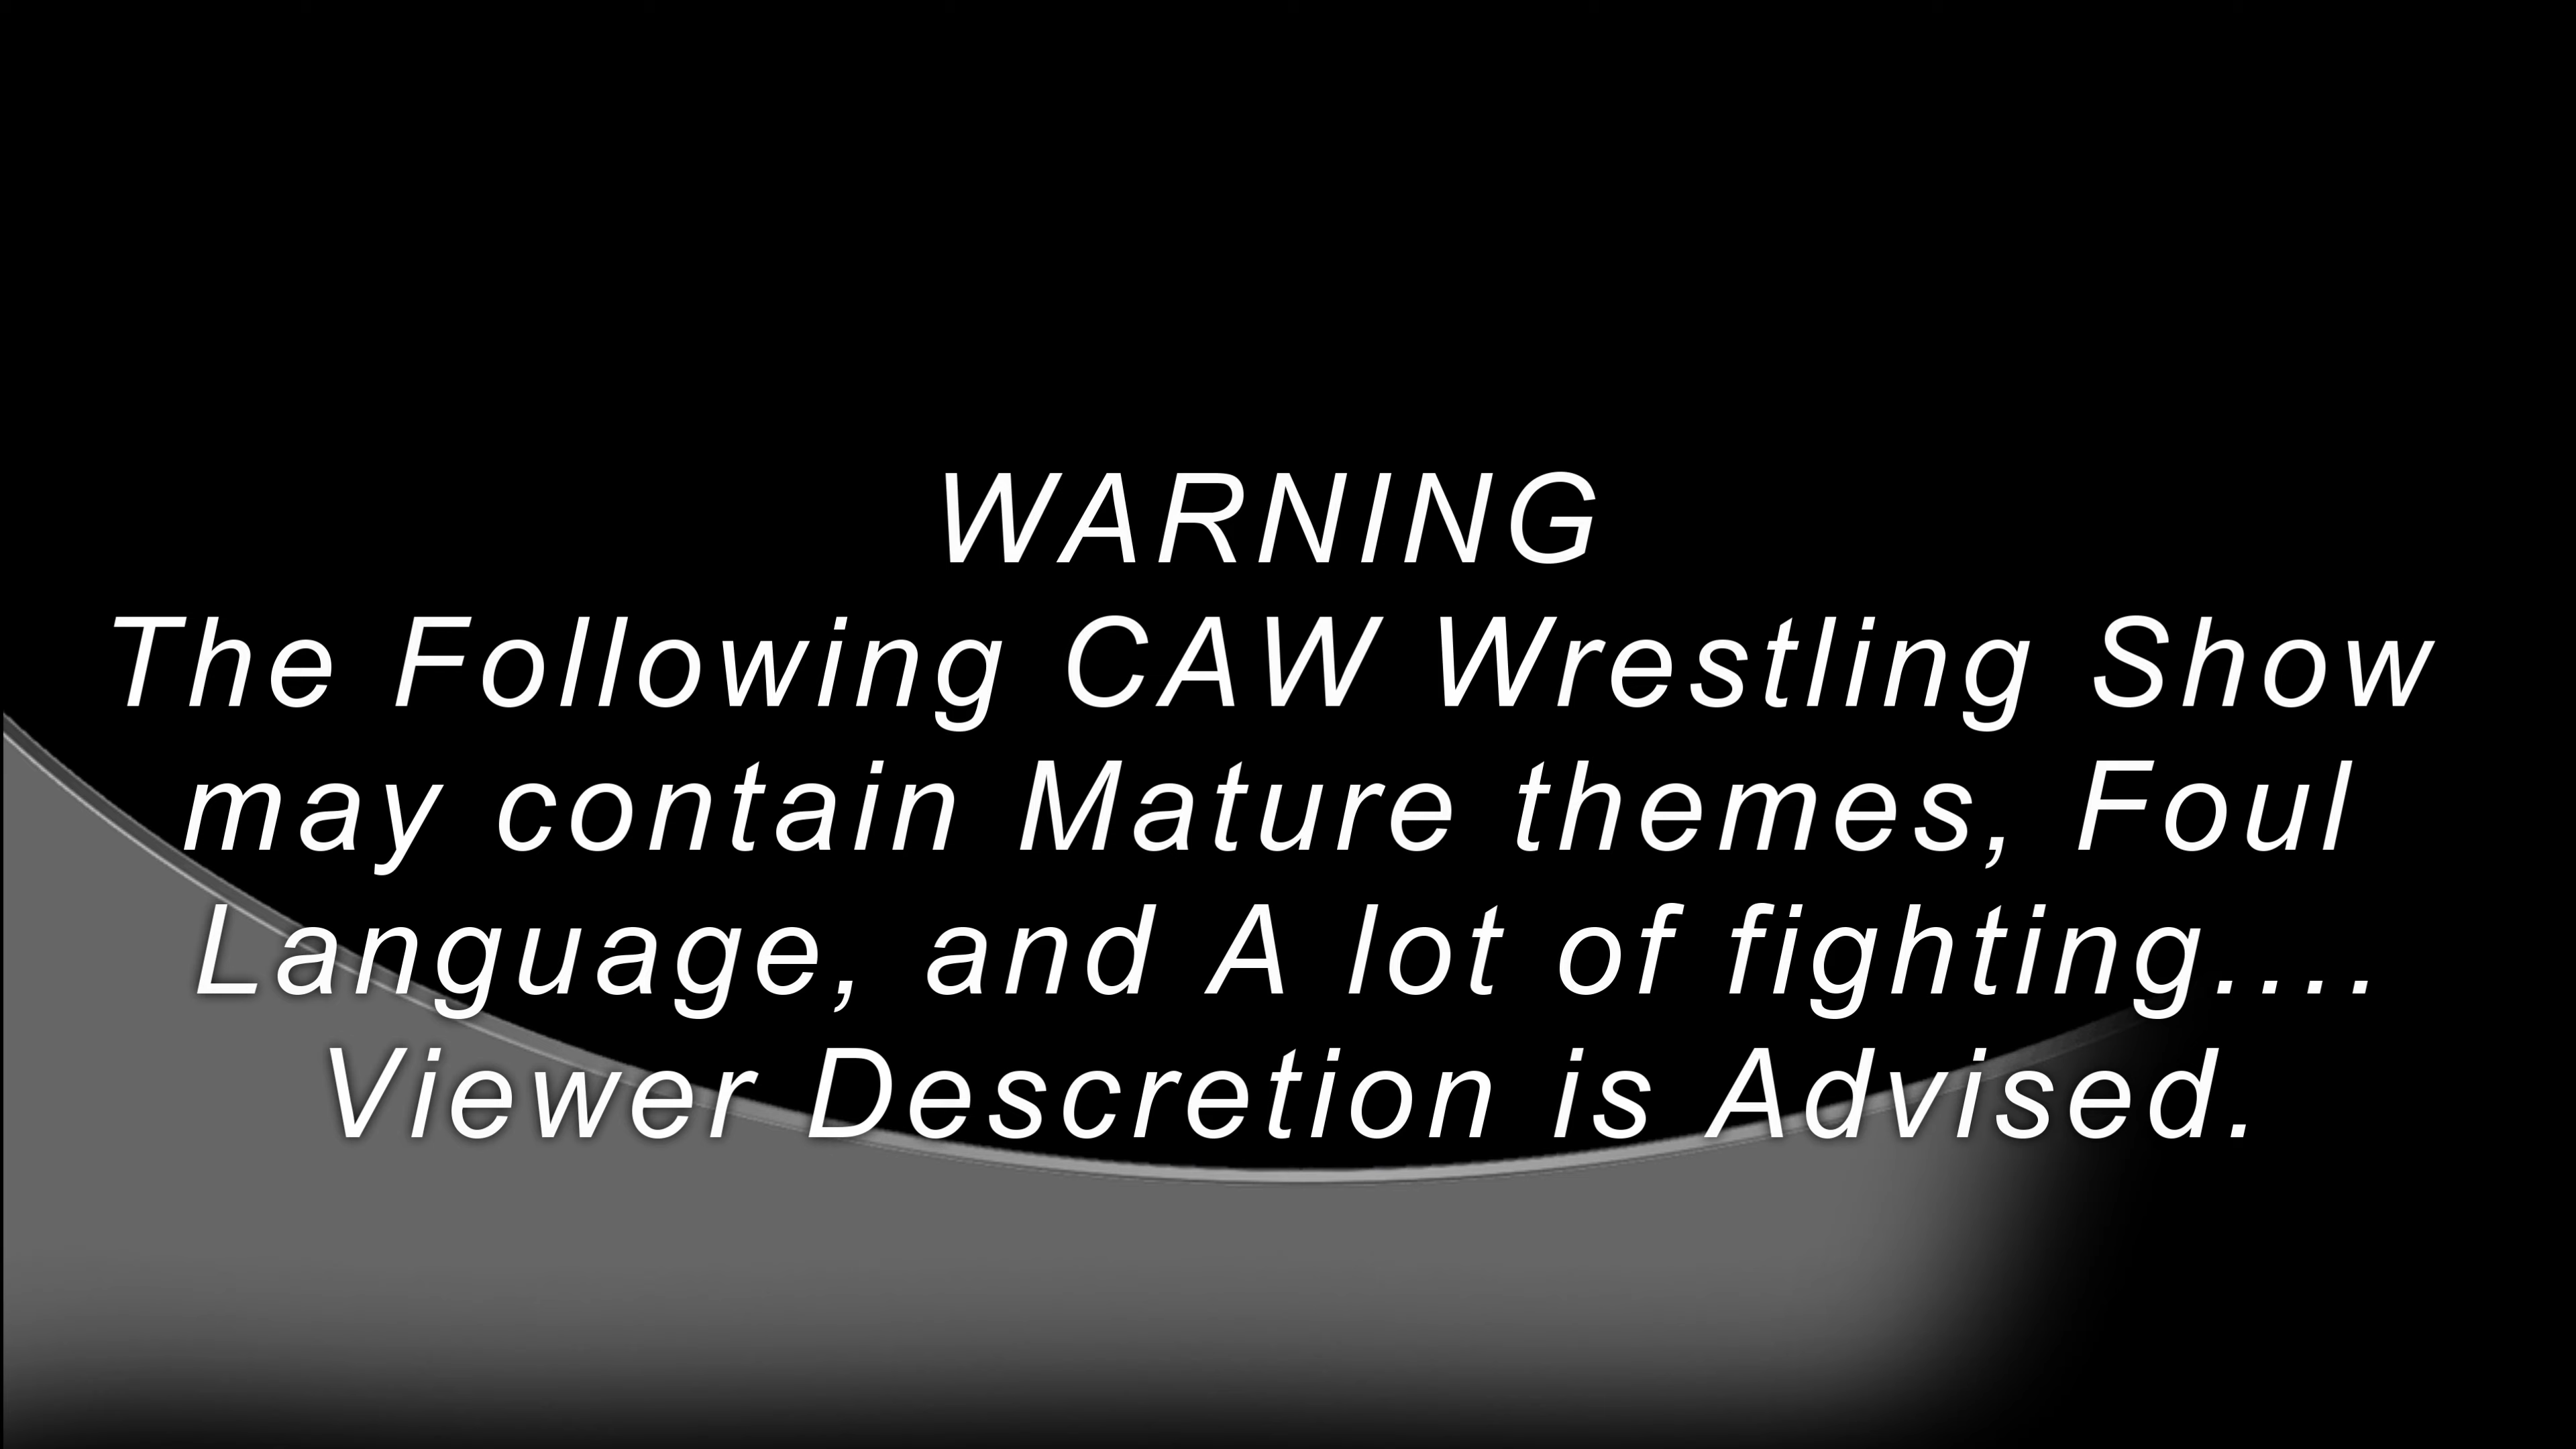 WARNING
The Following CAW Wrestling Show
may contain Mature themes, Foul
Language, and A lot of fighting....
Viewer Descretion is Advised.